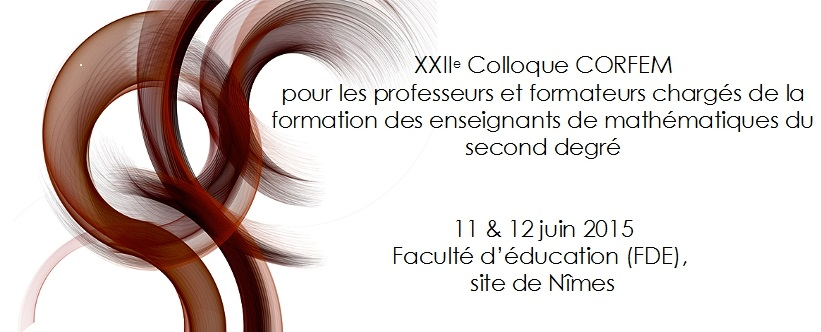 XXIIe Colloque CORFEM
pour les professeurs et formateurs chargés de la
formation des enseignants de mathématiques du
second degré
11 & 12 juin 2015
Faculté d'éducation (FDE),
site de Nîmes